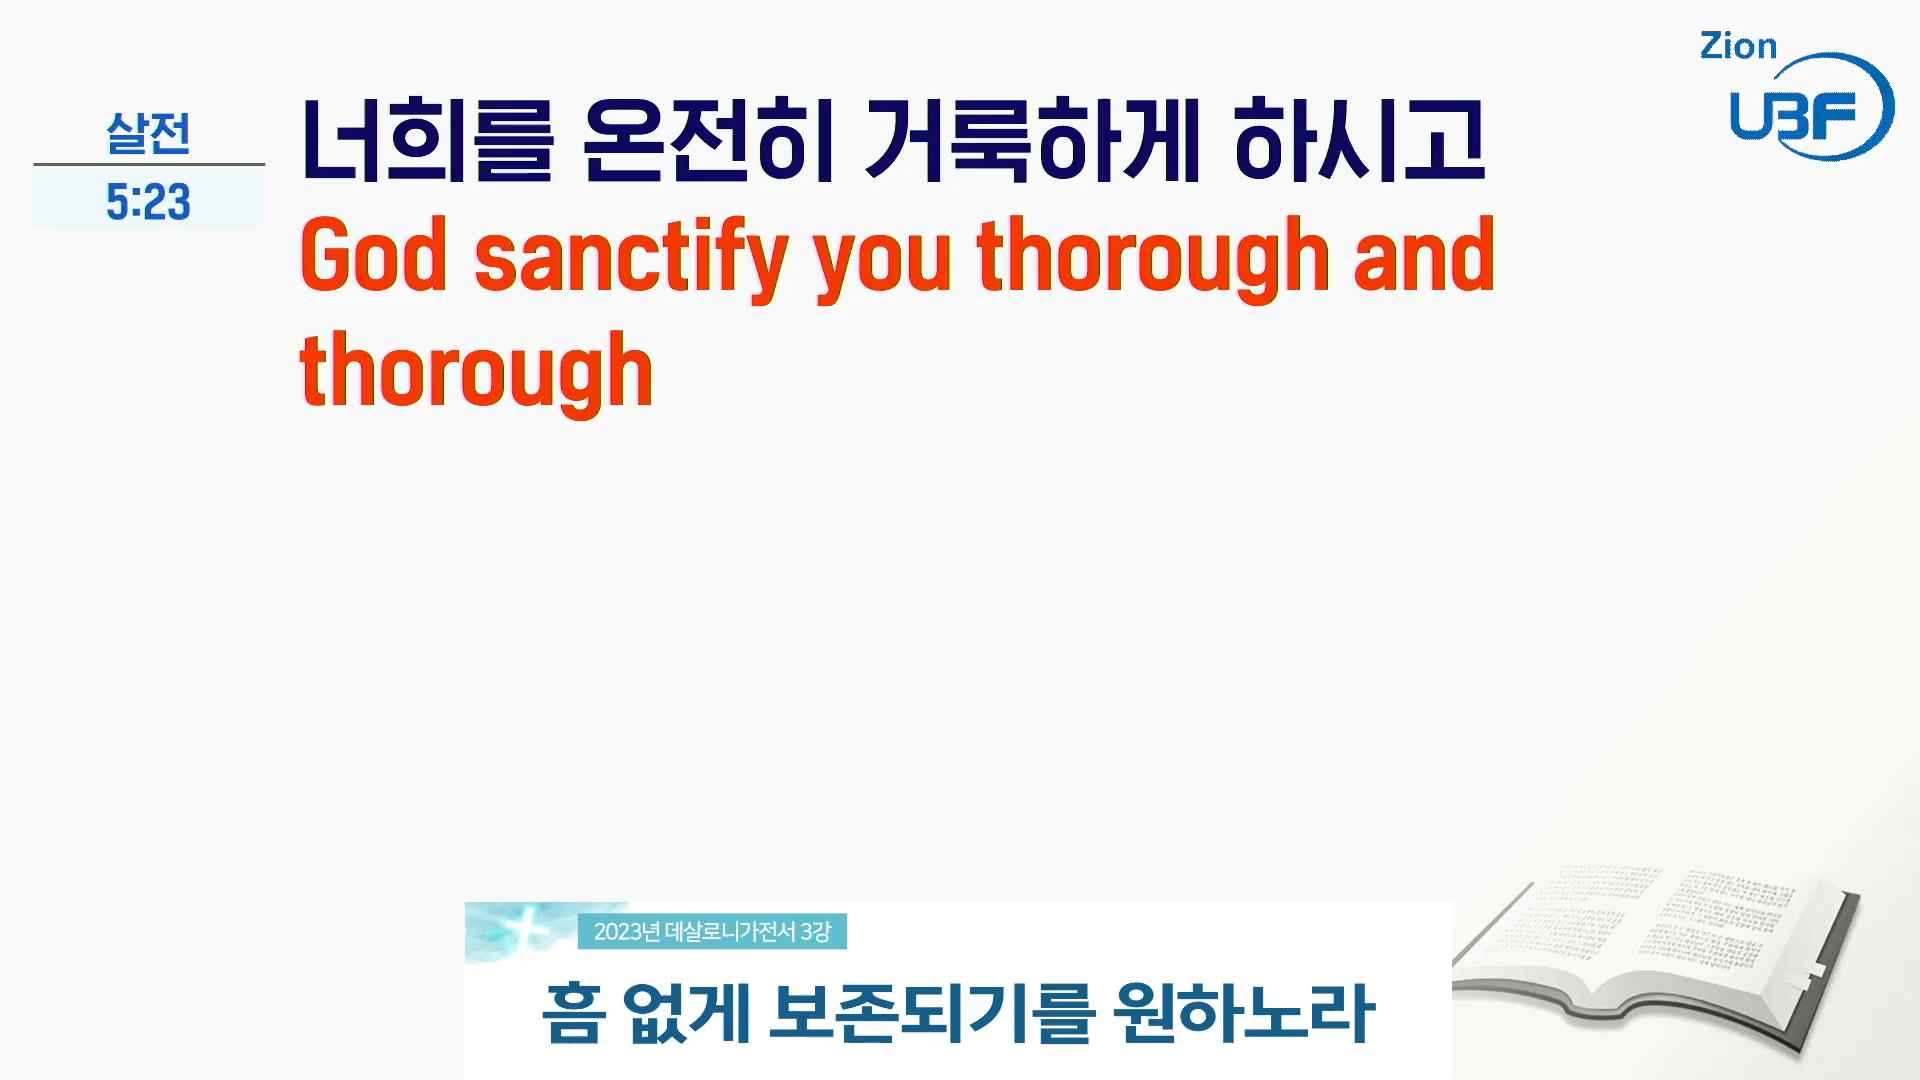 Zion
UBF
살전
5:23
너희를 온전히 거룩하게 하시고
God sanctify you thorough and
thorough
2023년 데살로니가전서 3강
흠 없게 보존되기를 원하노라